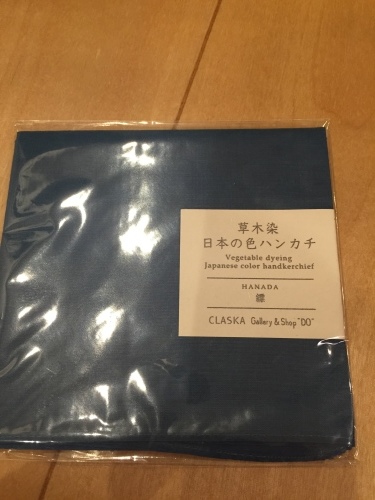 草木染
日本の色ハンカチ
Vegetable dyeing
Japanese color handkerchief
HANADA
縹
CLASKA Gallery & Shop "DO"